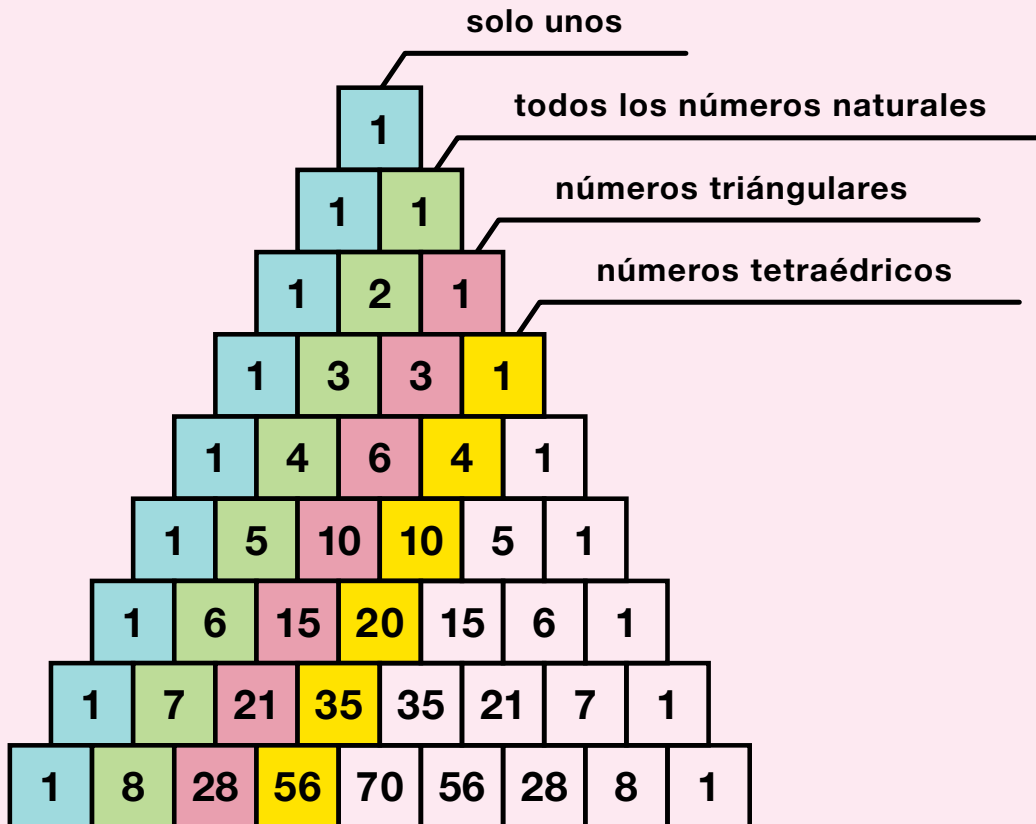 solo unos
1
todos los números naturales
1 1
números triángulares
1 2 1
números tetraédricos
1 3 3 1
1 4 6 4 1
1 5 10 10 5 1
1 6 15 20 15 6 1
1 7 21 35 35 21 7 1
1 8 28 56 70 56 28 8 1